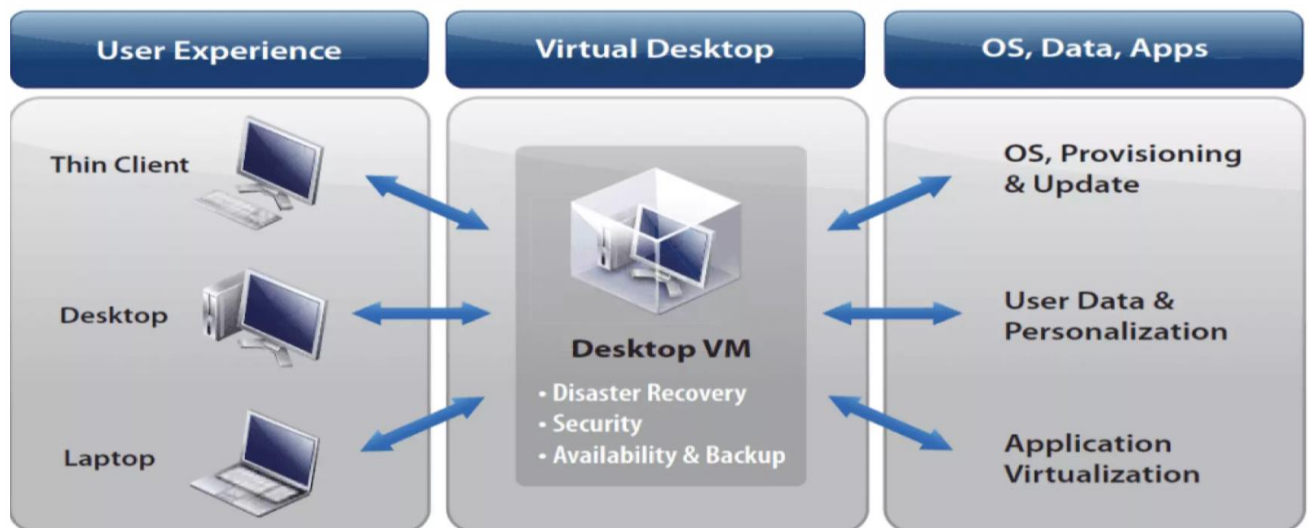 User Experience
Virtual Desktop
OS, Data, Apps
Thin Client
Desktop
Laptop
Desktop VM
• Disaster Recovery
• Security
• Availability & Backup
OS, Provisioning
& Update
User Data &
Personalization
Application
Virtualization